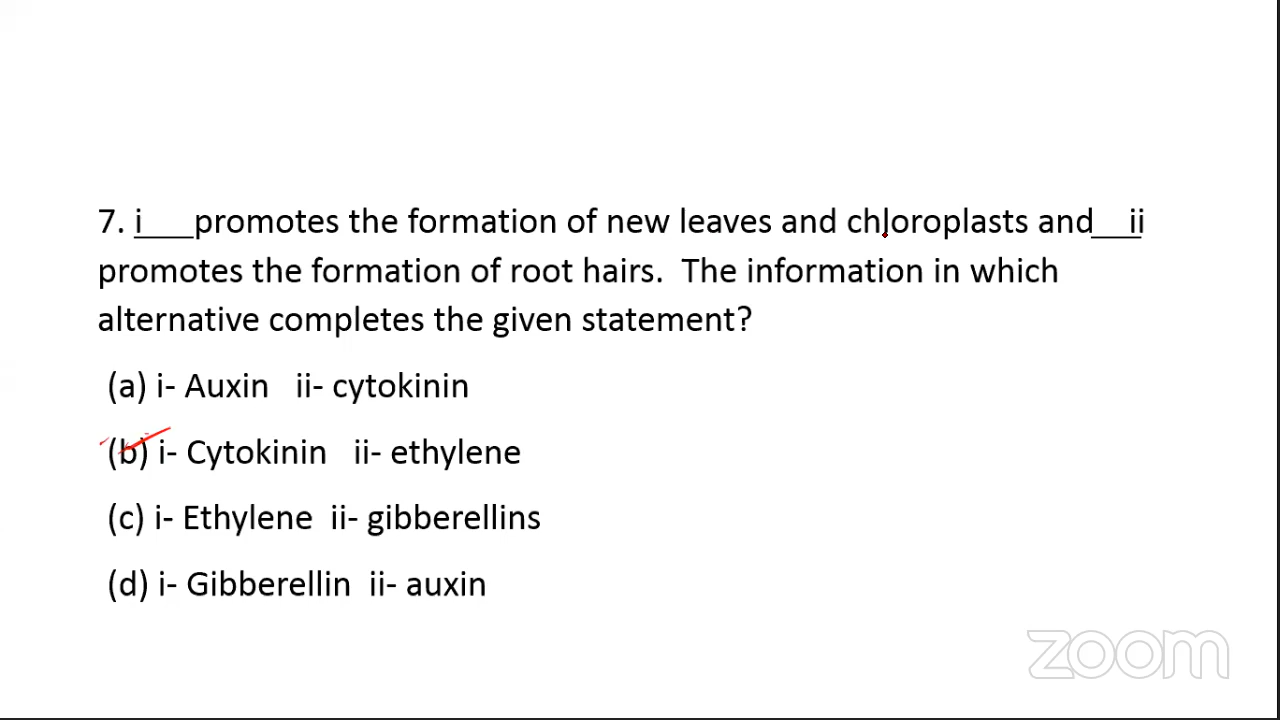 7. i___promotes the formation of new leaves and chloroplasts and__ii
promotes the formation of root hairs. The information in which
alternative completes the given statement?
(a) i- Auxin ii- cytokinin
(b) i- Cytokinin ii- ethylene
(c) i- Ethylene ii- gibberellins
(d) i- Gibberellin ii- auxin
zoom